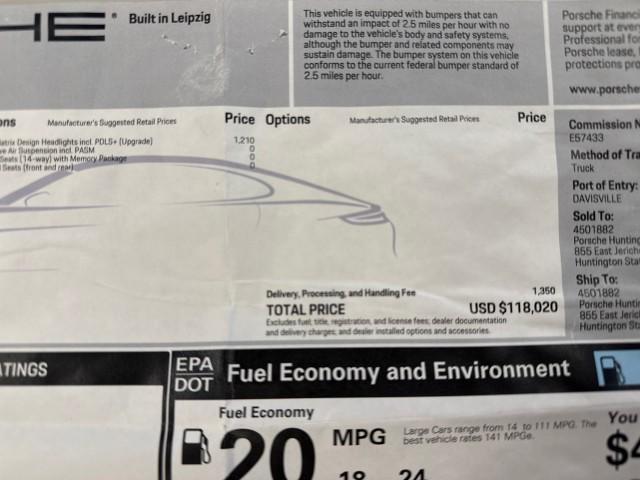 HE® Built in Leipzig
This vehicle is equipped with bumpers that can
withstand an impact of 2.5 miles per hour with no
damage to the vehicle's body and safety systems,
although the bumper and related components may
sustain damage. The bumper system on this vehicle
conforms to the current federal bumper standard of
2.5 miles per hour.
Porsche Financ
support at ever
Professional fo
Porsche lease,
protections pro
www.porsche
ns Manufacturer's Suggested Retail Prices Price
atrix Design Headlights incl. PDLS+ (Upgrade) 1,210
ve Air Suspension incl. PASM 0
Seats (14-way) with Memory Package 0
Seats (front and rear) 0
Options Manufacturer's Suggested Retail Prices Price
Delivery, Processing, and Handling Fee 1,350
TOTAL PRICE USD $118,020
Excludes fuel, title, registration, and license fees; dealer documentation
and delivery charges; and dealer installed options and accessories.
Commission N
E57433
Method of Tra
Truck
Port of Entry:
DAVISVILLE
Sold To:
4501882
Porsche Hunting
855 East Jerich
Huntington Sta
Ship To:
4501882
Porsche Hunti
855 East Jeri
Huntington Sta
ATINGS
EPA
DOT
Fuel Economy and Environment
Fuel Economy
20 MPG
Large Cars range from 14 to 111 MPG. The
best vehicle rates 141 MPGe.
18 24
You
$4